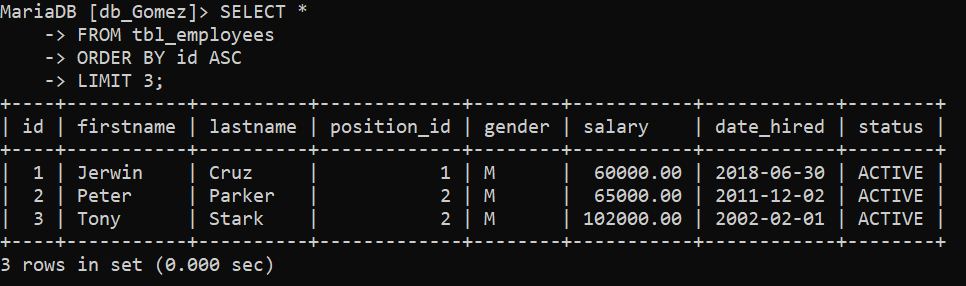 MariaDB [db_Gomez]> SELECT *
    -> FROM tbl_employees
    -> ORDER BY id ASC
    -> LIMIT 3;
+----+-----------+----------+-------------+--------+-----------+------------+--------+
| id | firstname | lastname | position_id | gender | salary    | date_hired | status |
+----+-----------+----------+-------------+--------+-----------+------------+--------+
|  1 | Jerwin    | Cruz     |           1 | M      |  60000.00 | 2018-06-30 | ACTIVE |
|  2 | Peter     | Parker   |           2 | M      |  65000.00 | 2011-12-02 | ACTIVE |
|  3 | Tony      | Stark    |           2 | M      | 102000.00 | 2002-02-01 | ACTIVE |
+----+-----------+----------+-------------+--------+-----------+------------+--------+
3 rows in set (0.000 sec)